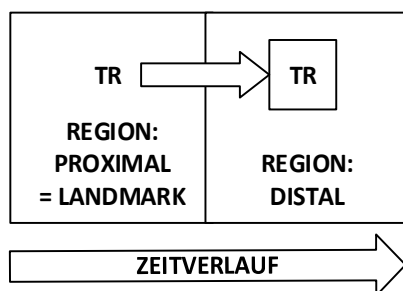 TR
TR
REGION:
PROXIMAL
= LANDMARK
REGION:
DISTAL
ZEITVERLAUF